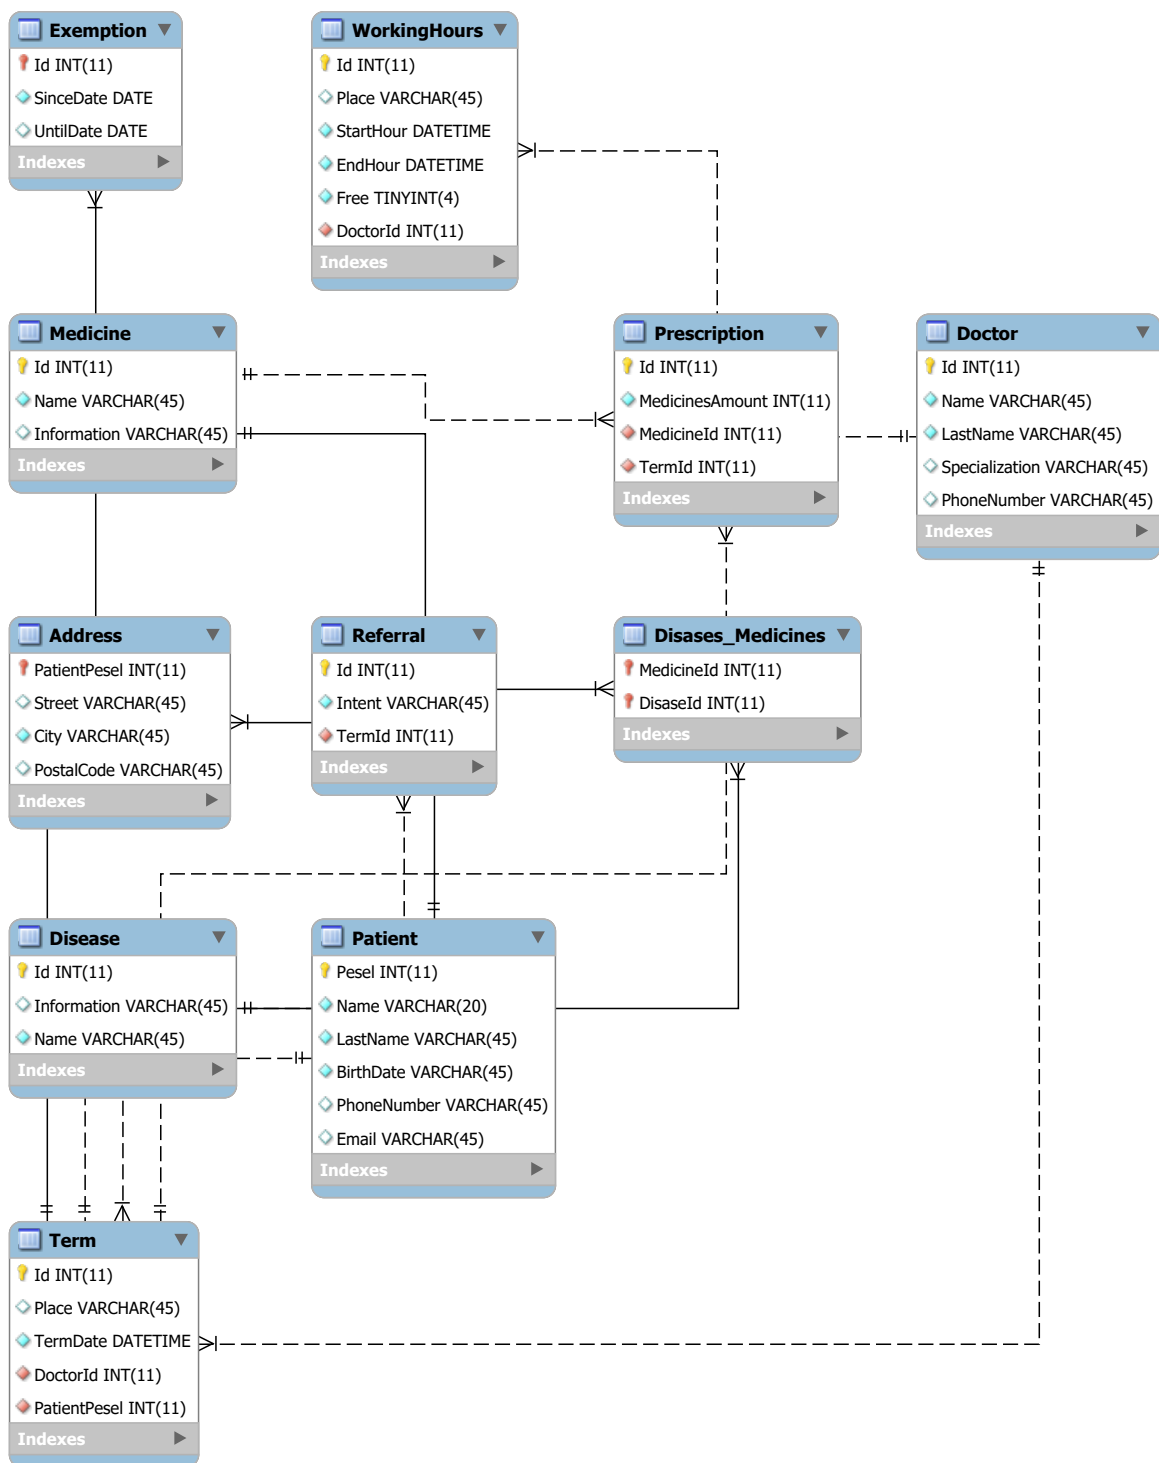 Exemption
Id INT(11)
SinceDate DATE
UntilDate DATE
Indexes
WorkingHours
Id INT(11)
Place VARCHAR(45)
StartHour DATETIME
EndHour DATETIME
Free TINYINT(4)
DoctorId INT(11)
Indexes
Medicine
Id INT(11)
Name VARCHAR(45)
Information VARCHAR(45)
Indexes
Prescription
Id INT(11)
MedicinesAmount INT(11)
MedicineId INT(11)
TermId INT(11)
Indexes
Doctor
Id INT(11)
Name VARCHAR(45)
LastName VARCHAR(45)
Specialization VARCHAR(45)
PhoneNumber VARCHAR(45)
Indexes
Address
PatientPesel INT(11)
Street VARCHAR(45)
City VARCHAR(45)
PostalCode VARCHAR(45)
Indexes
Referral
Id INT(11)
Intent VARCHAR(45)
TermId INT(11)
Indexes
Disases_Medicines
MedicineId INT(11)
DisaseId INT(11)
Indexes
Disease
Id INT(11)
Information VARCHAR(45)
Name VARCHAR(45)
Indexes
Patient
Pesel INT(11)
Name VARCHAR(20)
LastName VARCHAR(45)
BirthDate VARCHAR(45)
PhoneNumber VARCHAR(45)
Email VARCHAR(45)
Indexes
Term
Id INT(11)
Place VARCHAR(45)
TermDate DATETIME
DoctorId INT(11)
PatientPesel INT(11)
Indexes